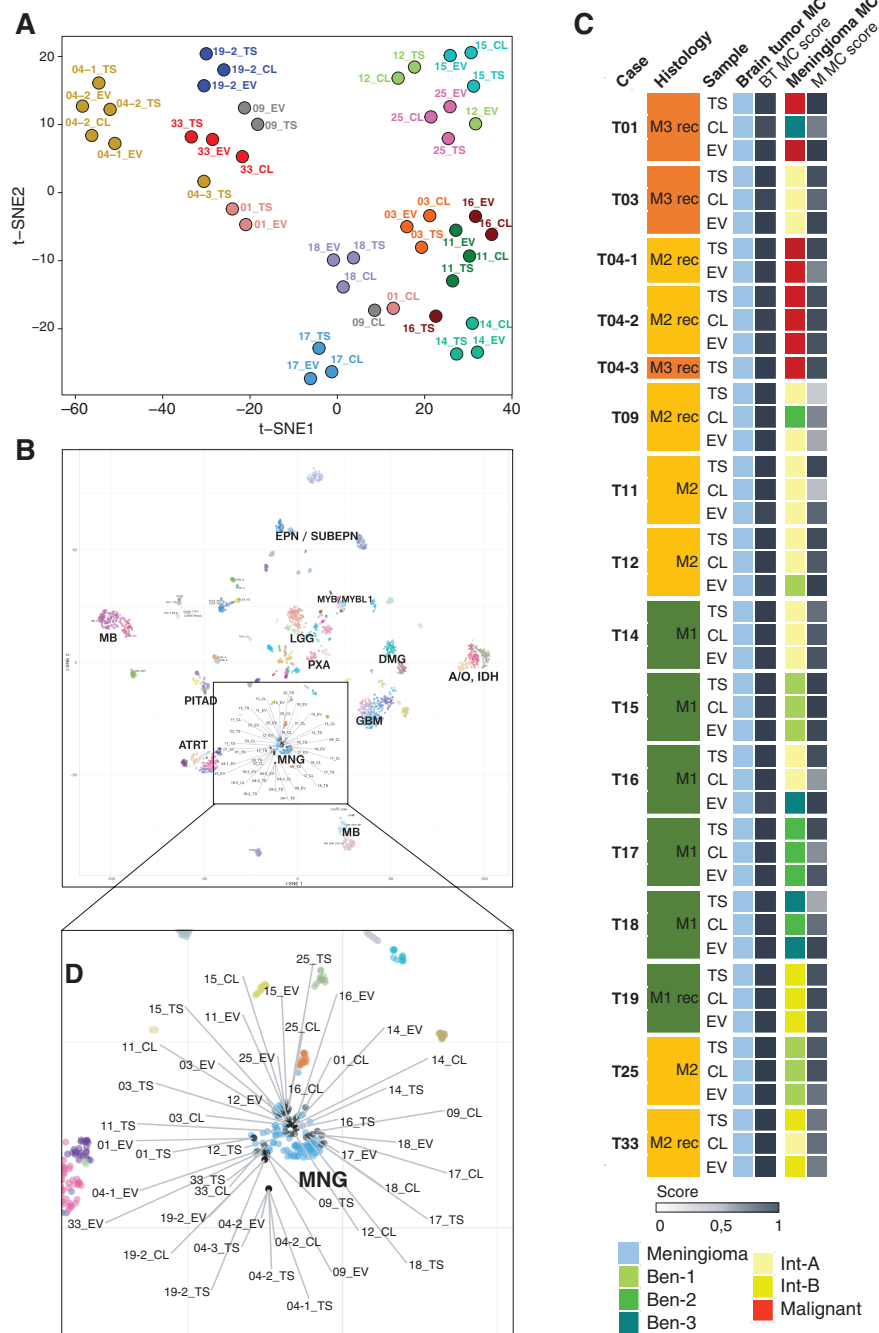 A
20
10
0
−10
−20
−60
−40
−20
0
20
40
t-SNE1
t-SNE2
04-1_TS
04-2_EV
04-2_TS
04-2_CL
04-1_EV
19-2_TS
19-2_CL
19-2_EV
09_EV
09_TS
33_TS
33_EV
33_CL
04-3_TS
01_TS
01_EV
12_TS
12_CL
15_CL
15_EV
15_TS
25_EV
25_CL
12_EV
25_TS
03_CL
03_EV
03_TS
16_EV
16_CL
11_EV
11_CL
11_TS
18_EV
18_TS
18_CL
09_CL
01_CL
16_TS
14_CL
14_TS
14_EV
17_TS
17_EV
17_CL
B
EPN / SUBEPN
MYB/MYBL1
MB
LGG
PXA
DMG
A/O, IDH
PITAD
GBM
ATRT
MNG
MB
t-SNE 1
t-SNE 2
D
25_TS
15_CL
15_EV
16_EV
15_TS
11_EV
25_CL
14_EV
11_CL
25_EV
01_CL
14_CL
03_EV
16_CL
14_TS
03_TS
12_EV
09_CL
03_CL
16_TS
11_TS
18_EV
01_EV
12_TS
17_EV
01_TS
17_CL
33_TS
MNG
18_CL
04-1_EV
33_CL
09_TS
33_EV
19-2_EV
04-2_EV
17_TS
04-3_TS
04-2_CL
12_CL
19-2_CL
04-2_TS
09_EV
18_TS
19-2_TS
04-1_TS
C
Case
Histology
Sample
Brain tumor MC
BT MC score
Meningioma MC
M MC score
TS
T01 M3 rec CL
EV
TS
T03 M3 rec CL
EV
T04-1 M2 rec TS
EV
TS
T04-2 M2 rec CL
EV
T04-3 M3 rec TS
TS
T09 M2 rec CL
EV
TS
T11 M2 CL
EV
TS
T12 M2 CL
EV
TS
T14 M1 CL
EV
TS
T15 M1 CL
EV
TS
T16 M1 CL
EV
TS
T17 M1 CL
EV
TS
T18 M1 CL
EV
TS
T19 M1 rec CL
EV
TS
T25 M2 CL
EV
TS
T33 M2 rec CL
EV
Score
0 0,5 1
Meningioma
Ben-1
Ben-2
Ben-3
Int-A
Int-B
Malignant